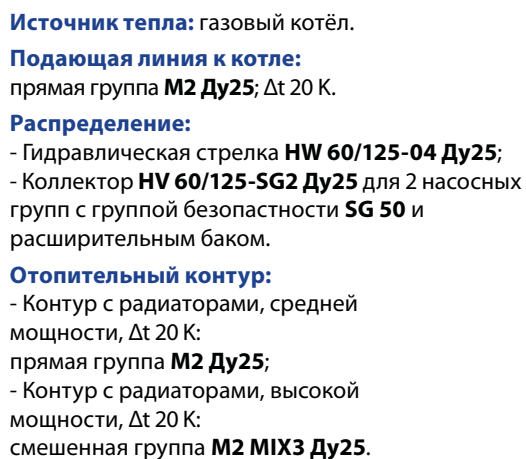 Источник тепла: газовый котёл.
Подающая линия к котле:
прямая группа M2 Ду25; Δt 20 K.
Распределение:
- Гидравлическая стрелка HW 60/125-04 Ду25;
- Коллектор HV 60/125-SG2 Ду25 для 2 насосных
групп с группой безопастности SG 50 и
расширительным баком.
Отопительный контур:
- Контур с радиаторами, средней
мощности, Δt 20 K:
прямая группа M2 Ду25;
- Контур с радиаторами, высокой
мощности, Δt 20 K:
смешенная группа M2 MIX3 Ду25.